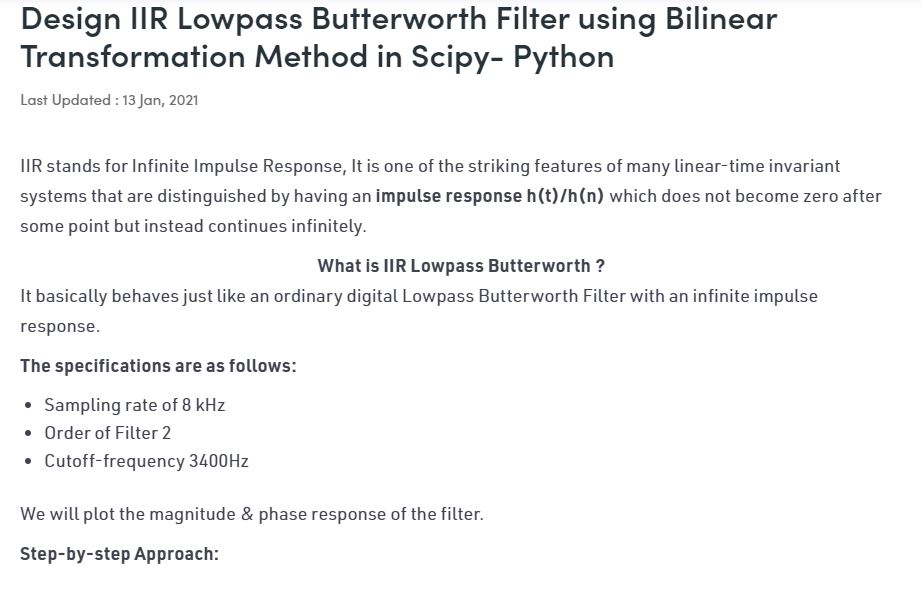 Design IIR Lowpass Butterworth Filter using Bilinear
Transformation Method in Scipy- Python
Last Updated : 13 Jan, 2021
IIR stands for Infinite Impulse Response, It is one of the striking features of many linear-time invariant
systems that are distinguished by having an impulse response h(t)/h(n) which does not become zero after
some point but instead continues infinitely.
What is IIR Lowpass Butterworth ?
It basically behaves just like an ordinary digital Lowpass Butterworth Filter with an infinite impulse
response.
The specifications are as follows:
• Sampling rate of 8 kHz
• Order of Filter 2
• Cutoff-frequency 3400Hz
We will plot the magnitude & phase response of the filter.
Step-by-step Approach: